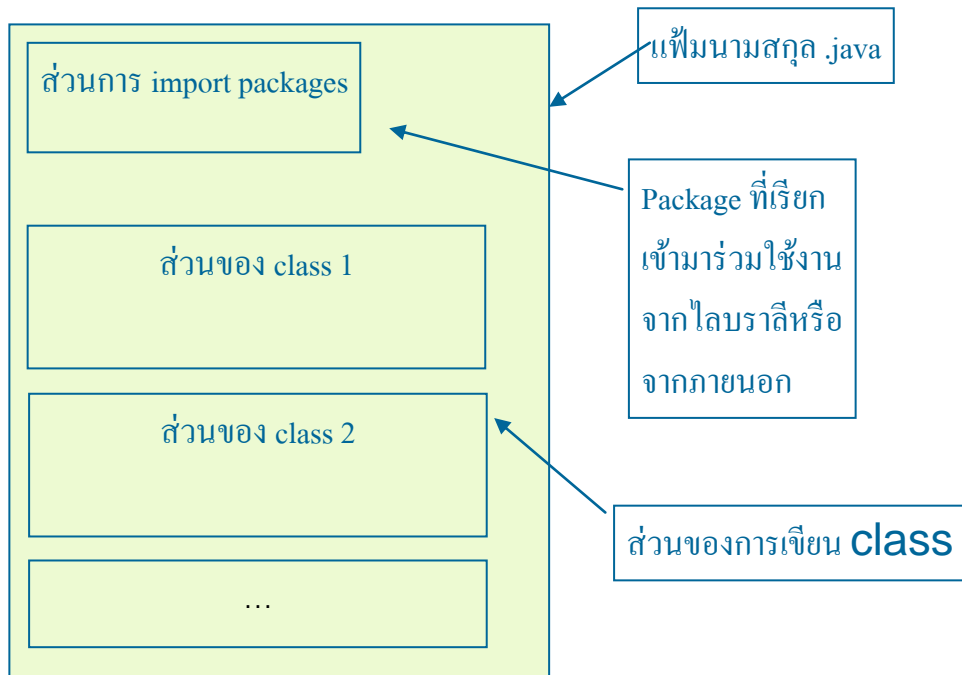 ส่วนการ import packages
แฟ้มนามสกุล .java
Package ที่เรียก
เข้ามาร่วมใช้งาน
จากไลบราลีหรือ
จากภายนอก
ส่วนของ class 1
ส่วนของ class 2
ส่วนของการเขียน class
...